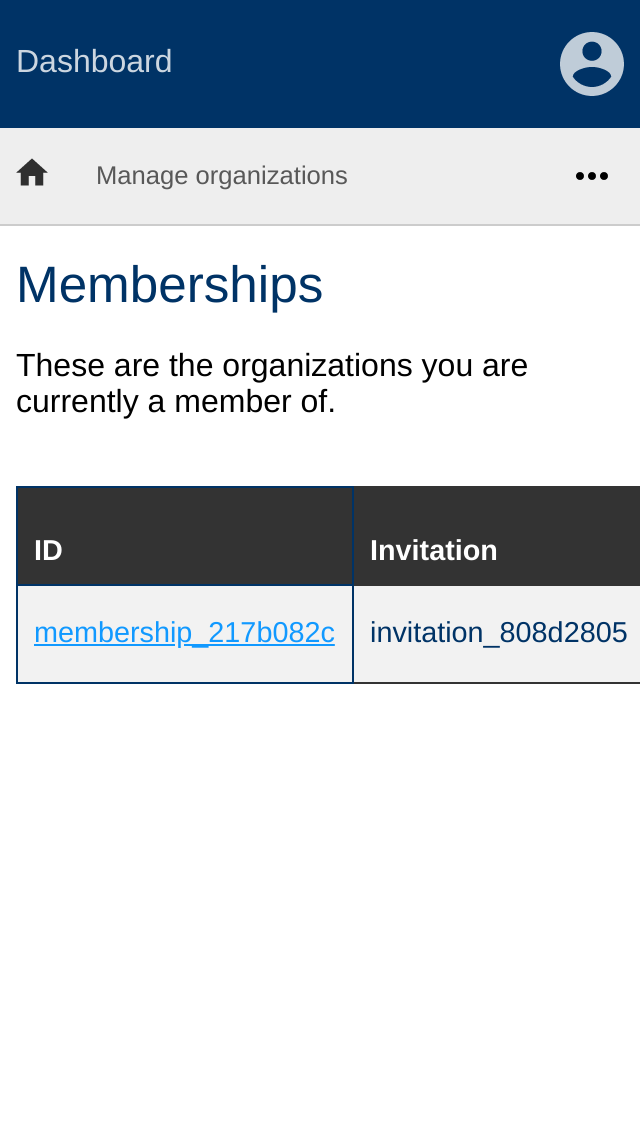 Dashboard
Manage organizations
Memberships
These are the organizations you are
currently a member of.
ID Invitation
membership_217b082c invitation_808d2805